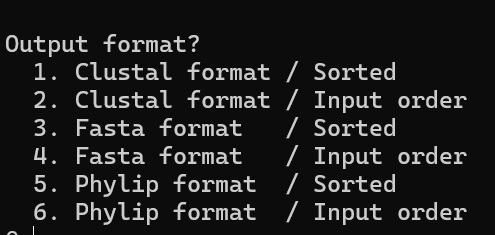 Output format?
  1. Clustal format / Sorted
  2. Clustal format / Input order
  3. Fasta format   / Sorted
  4. Fasta format   / Input order
  5. Phylip format  / Sorted
  6. Phylip format  / Input order